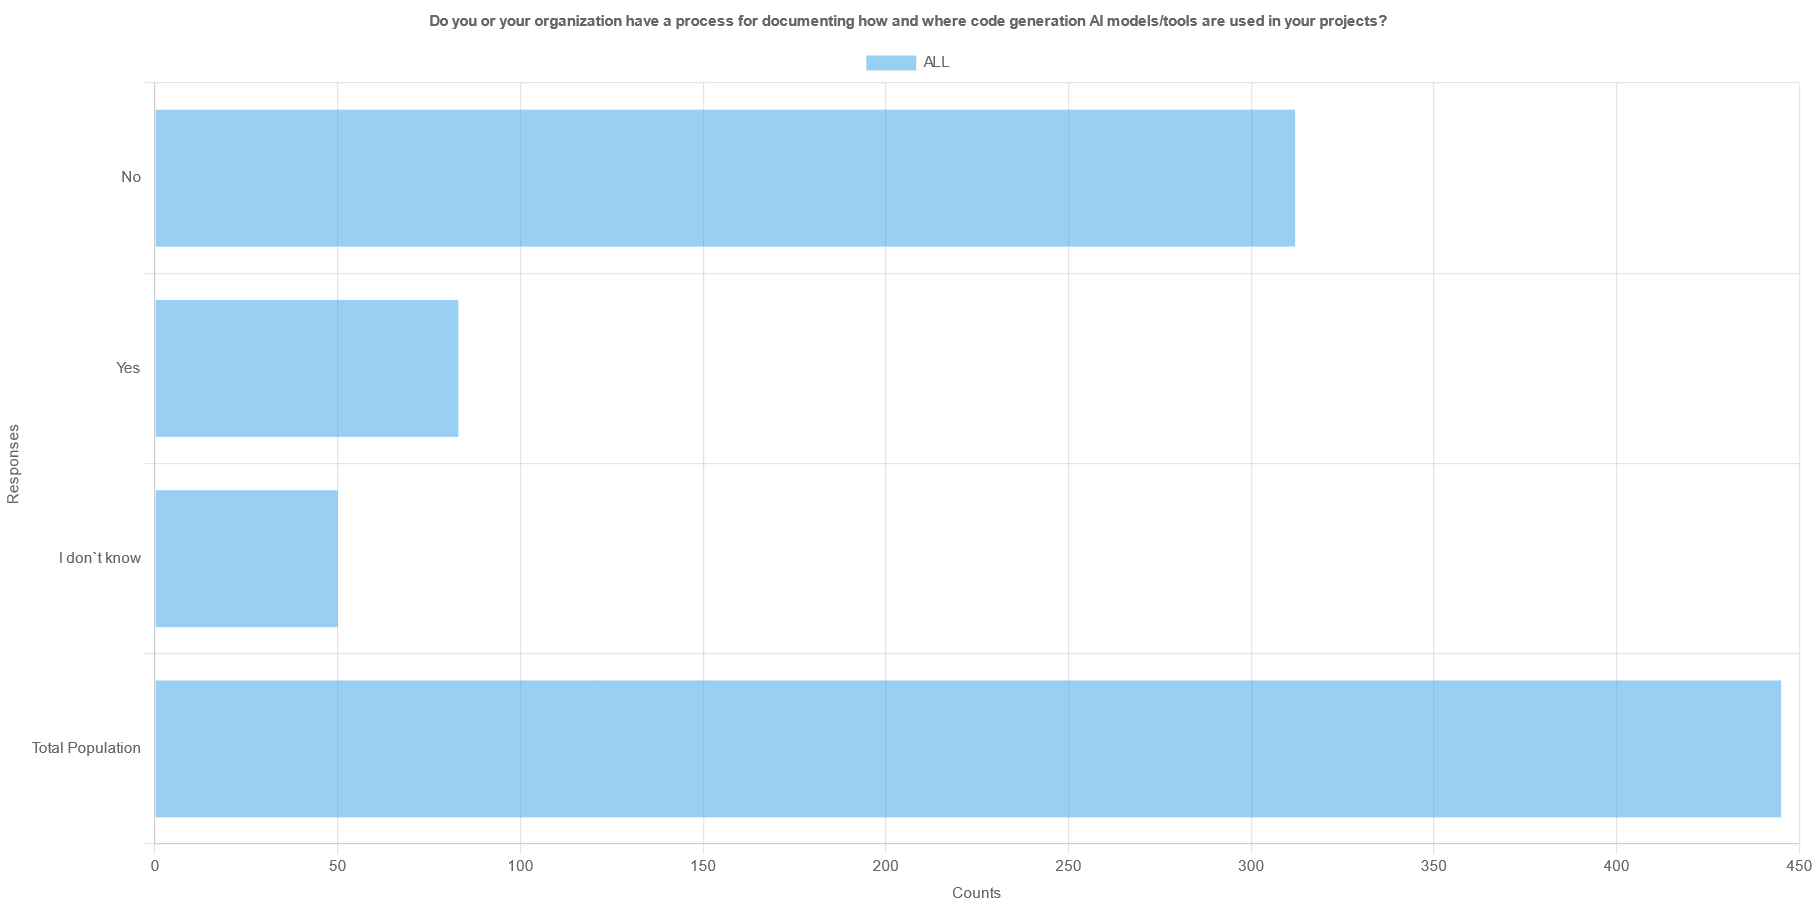 Do you or your organization have a process for documenting how and where code generation AI models/tools are used in your projects?
ALL
No
Yes
I don`t know
Total Population
Responses
0 50 100 150 200 250 300 350 400 450
Counts